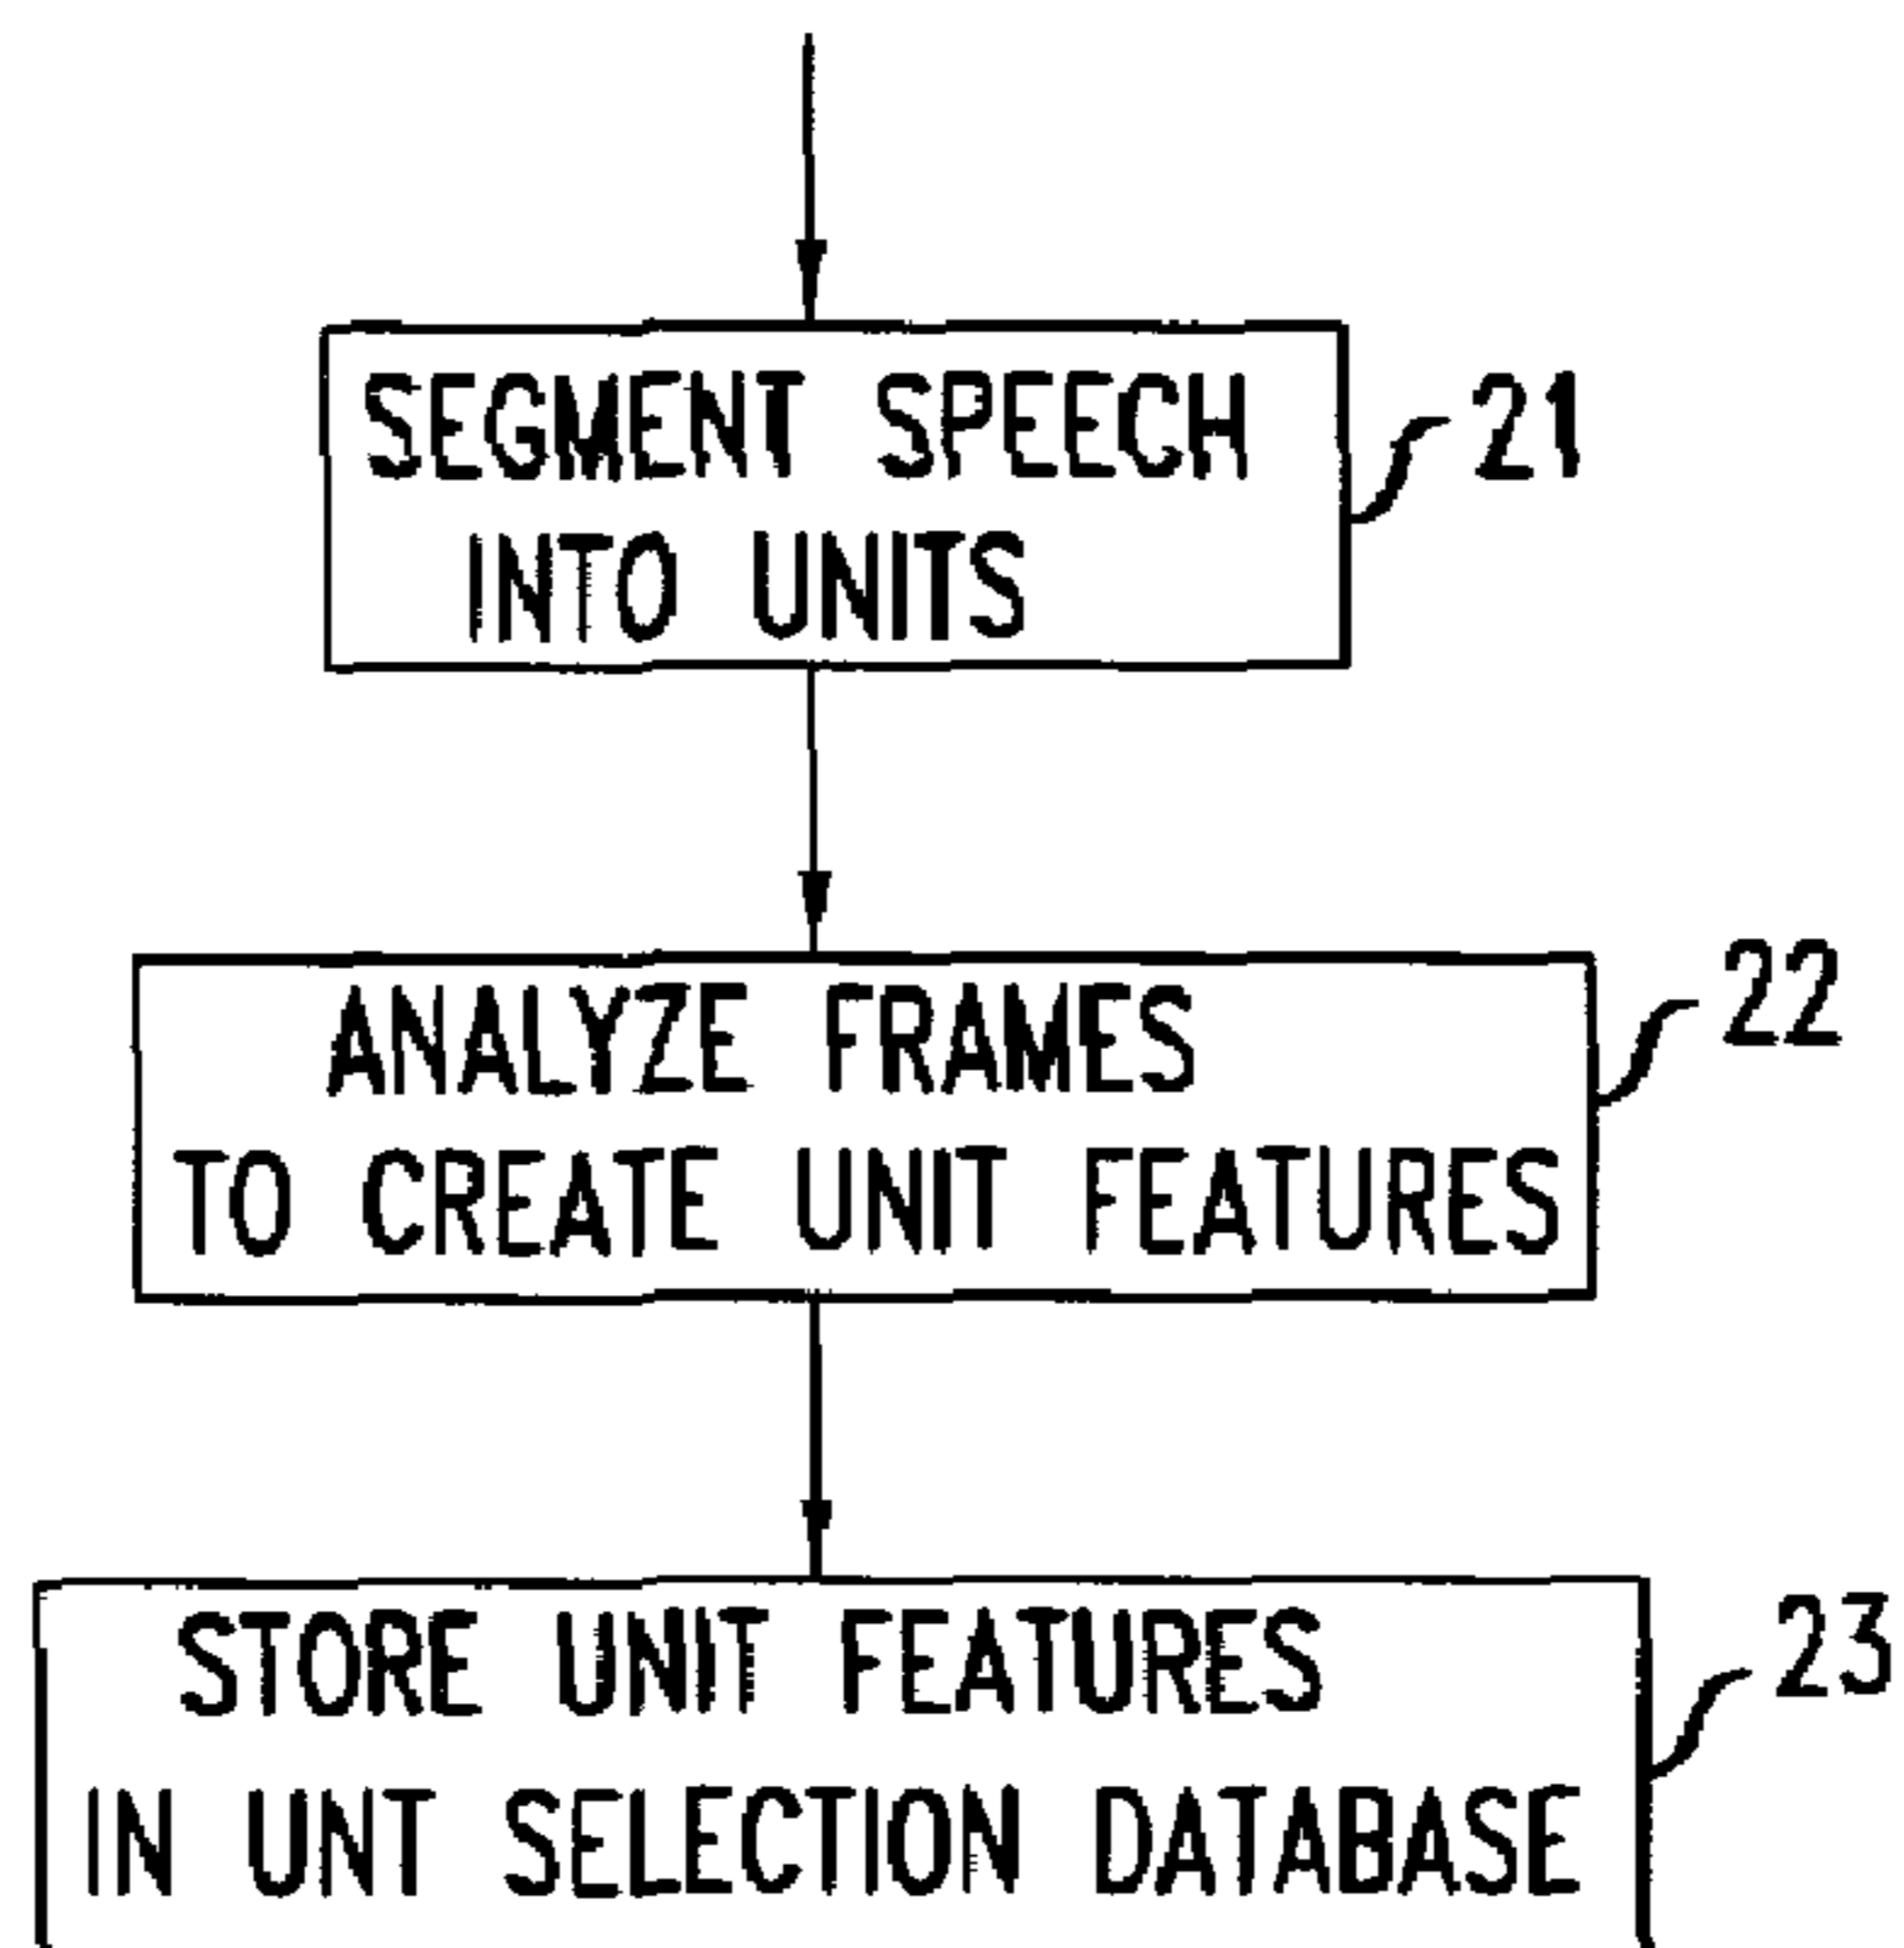 SEGMENT SPEECH
INTO UNITS
21
ANALYZE FRAMES
TO CREATE UNIT FEATURES
22
STORE UNIT FEATURES
IN UNT SELECTION DATABASE
23